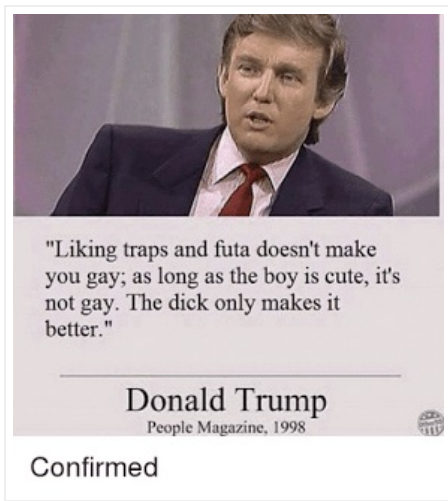 "Liking traps and futa doesn't make
you gay; as long as the boy is cute, it's
not gay. The dick only makes it
better."
Donald Trump
People Magazine, 1998
Confirmed